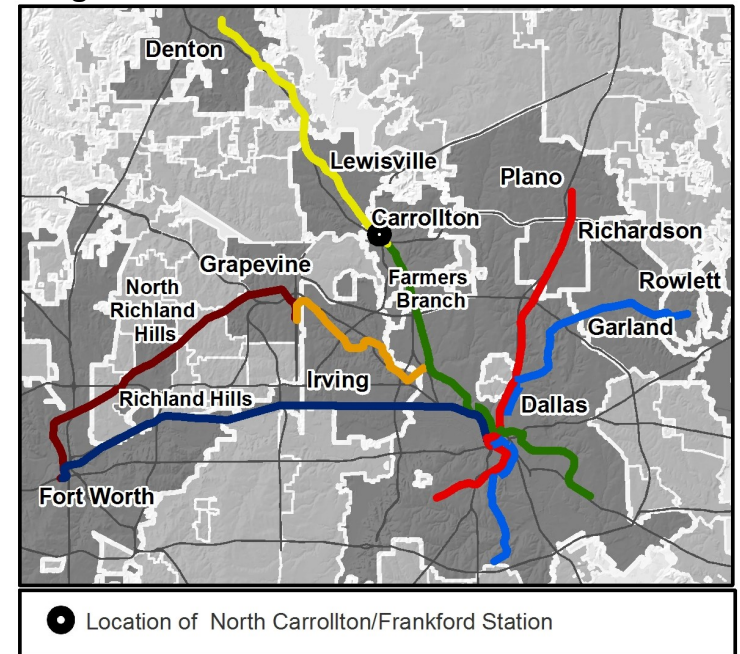 Denton
Lewisville
Plano
Carrollton
Richardson
Grapevine
Farmers
Branch
Rowlett
North
Richland
Hills
Garland
Irving
Richland Hills
Dallas
Fort Worth
Location of North Carrollton/Frankford Station